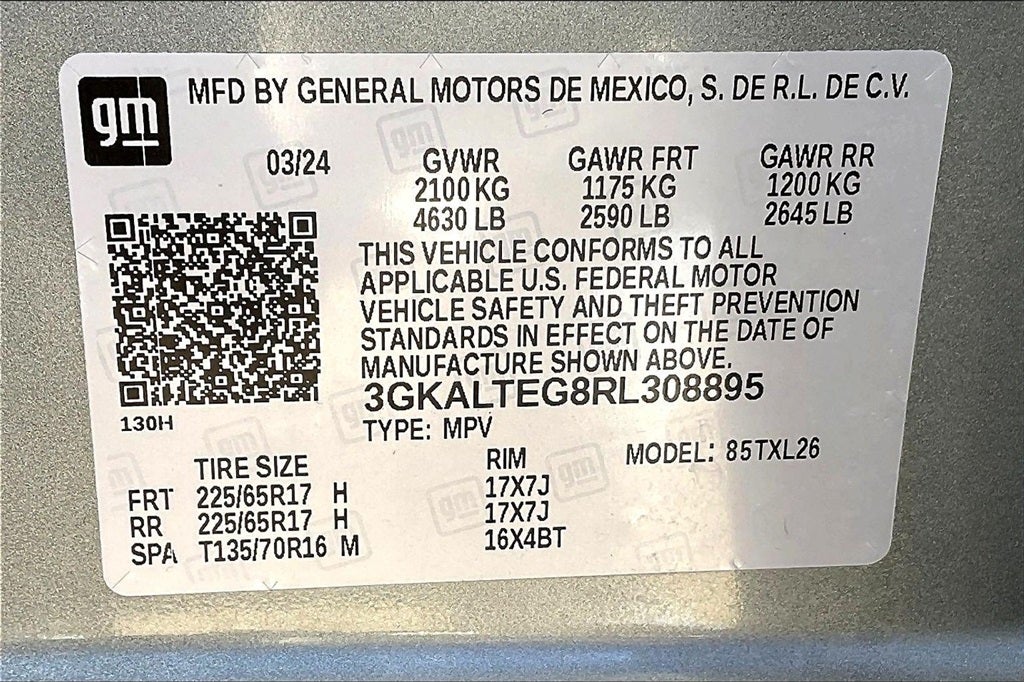 gm
MFD BY GENERAL MOTORS DE MEXICO, S. DE R.L. DE C.V.
03/24 GVWR GAWR FRT GAWR RR
2100 KG 1175 KG 1200 KG
4630 LB 2590 LB 2645 LB
THIS VEHICLE CONFORMS TO ALL
APPLICABLE U.S. FEDERAL MOTOR
VEHICLE SAFETY AND THEFT PREVENTION
STANDARDS IN EFFECT ON THE DATE OF
MANUFACTURE SHOWN ABOVE.
3GKALTEG8RL308895
130H
TYPE: MPV MODEL: 85TXL26
TIRE SIZE RIM
FRT 225/65R17 H 17X7J
RR 225/65R17 H 17X7J
SPA T135/70R16 M 16X4BT